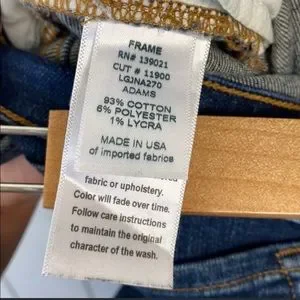 FRAME
RN# 139021
CUT # 11900
LGJNA270
ADAMS
93% COTTON
6% POLYESTER
1% LYCRA
MADE IN USA
of imported fabrics
fabric or upholstery.
Color will fade over time.
Follow care instructions
to maintain the original
character of the wash.